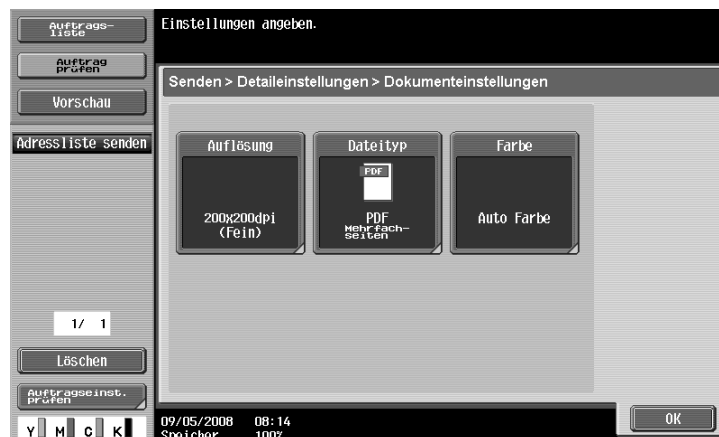 Auftrags-
liste
Auftrag
prüfen
Vorschau
Adressliste senden
1/ 1
Löschen
Auftragseinst.
prüfen
Y M C K
Einstellungen angeben.
Senden > Detaileinstellungen > Dokumenteinstellungen
Auflösung
200x200dpi
(Fein)
Dateityp
PDF
PDF
Mehrfach-
seiten
Farbe
Auto Farbe
09/05/2008 08:14
Speicher 100%
OK